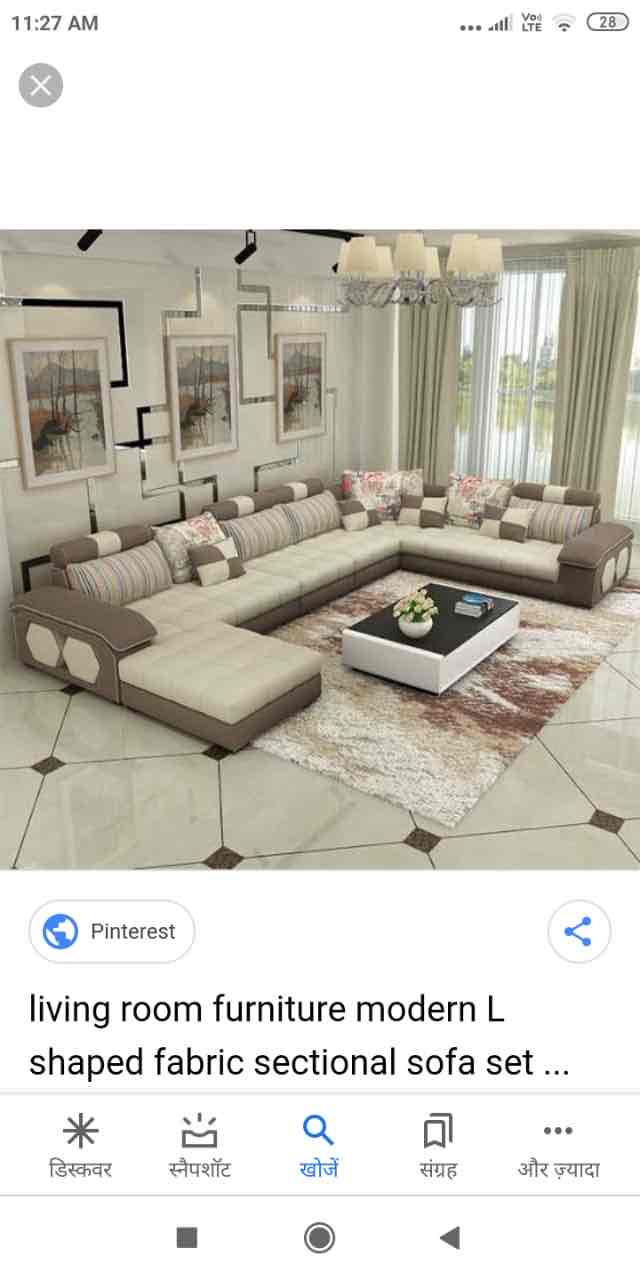 11:27 AM
Vo)) LTE
28
Pinterest
living room furniture modern L
shaped fabric sectional sofa set ...
डिस्कवर स्नैपशॉट खोजें संग्रह और ज़्यादा